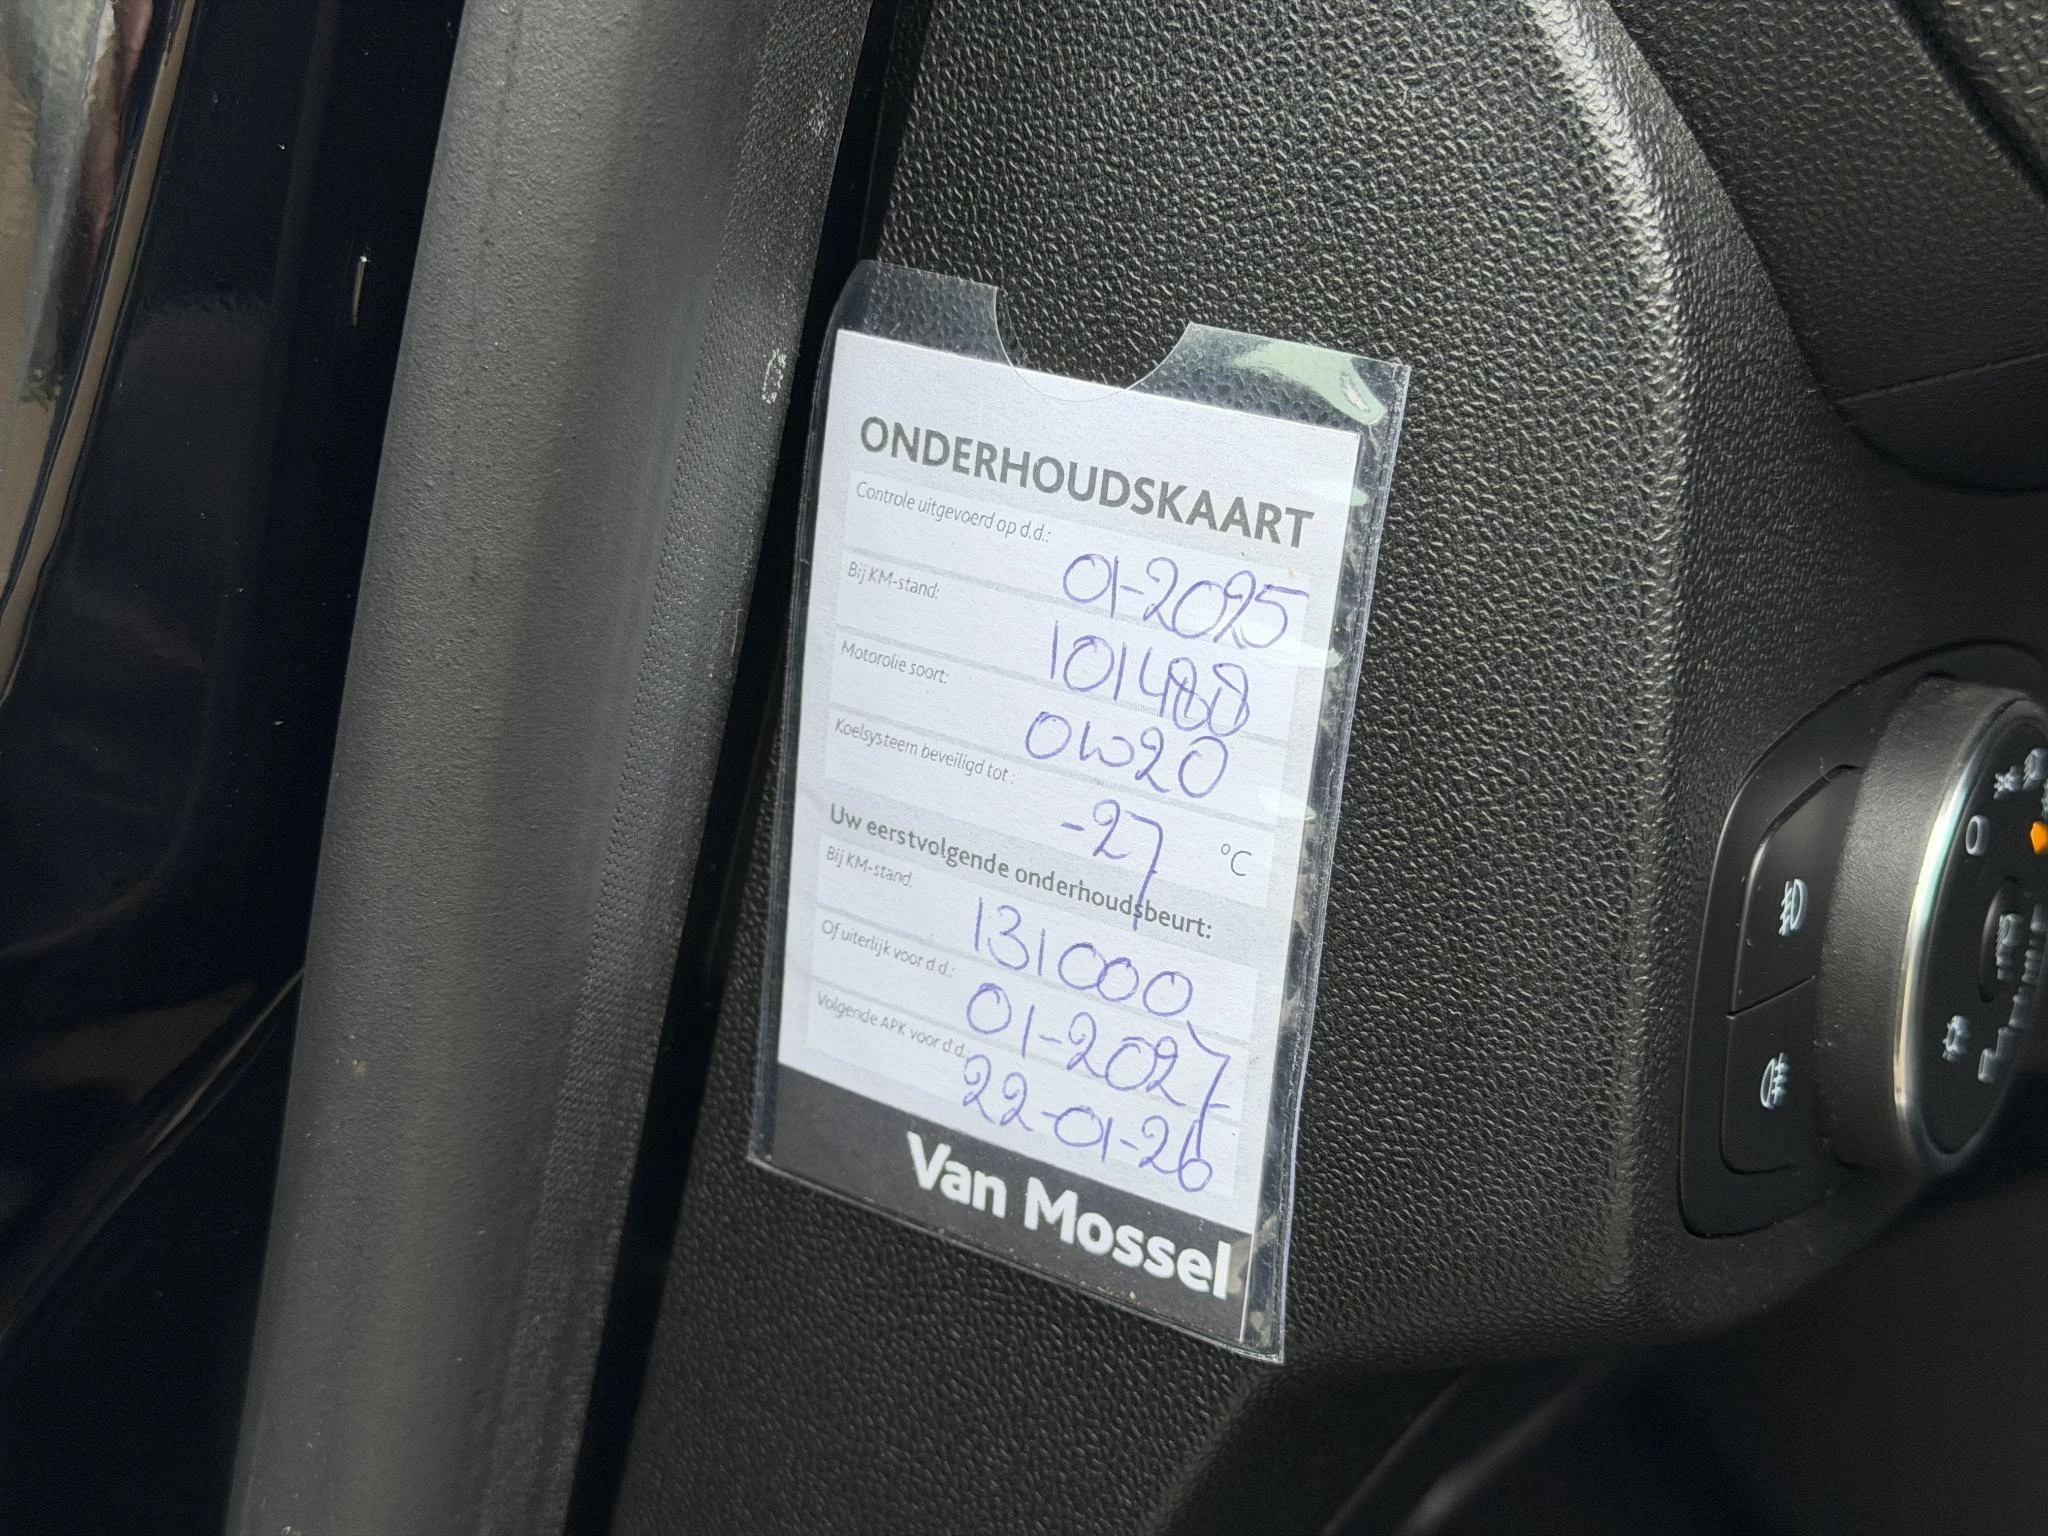 ONDERHOUDSKAART
Controle uitgevoerd op d.d.:
01-2025
Bij KM-stand:
101488
Motorolie soort:
0W20
Koelsysteem beveiligd tot:
-27 °C
Uw eerstvolgende onderhoudsbeurt:
Bij KM-stand.
131000
Of uiterlijk voor d.d.:
01-2027
Volgende APK voor d.d.:
22-01-26
Van Mossel